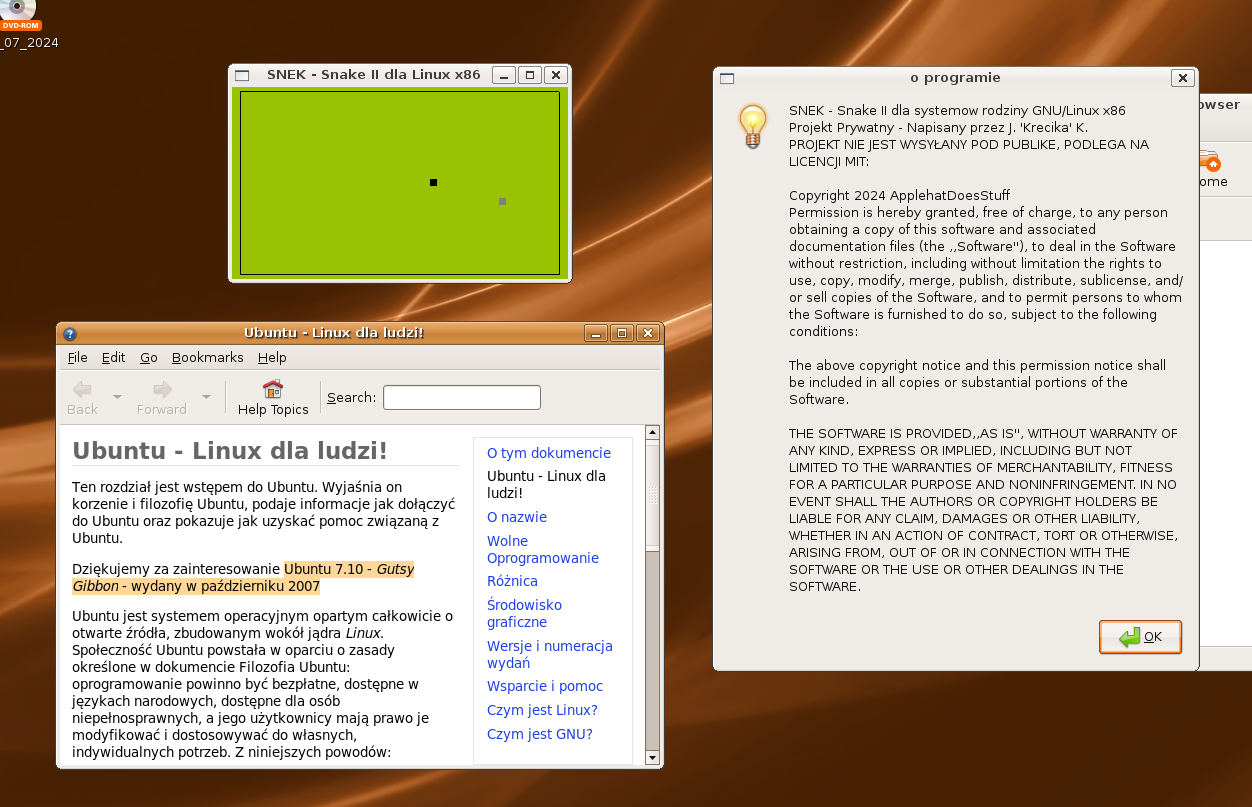 DVD-ROM
_07_2024
SNEK - Snake II dla Linux x86
o programie
SNEK - Snake II dla systemow rodziny GNU/Linux x86
Projekt Prywatny - Napisany przez J. 'Krecika' K.
PROJEKT NIE JEST WYSYŁANY POD PUBLIKE, PODLEGA NA
LICENCJI MIT:
Copyright 2024 ApplehatDoesStuff
Permission is hereby granted, free of charge, to any person
obtaining a copy of this software and associated
documentation files (the ,,Software"), to deal in the Software
without restriction, including without limitation the rights to
use, copy, modify, merge, publish, distribute, sublicense, and/
or sell copies of the Software, and to permit persons to whom
the Software is furnished to do so, subject to the following
conditions:
The above copyright notice and this permission notice shall
be included in all copies or substantial portions of the
Software.
THE SOFTWARE IS PROVIDED,,AS IS", WITHOUT WARRANTY OF
ANY KIND, EXPRESS OR IMPLIED, INCLUDING BUT NOT
LIMITED TO THE WARRANTIES OF MERCHANTABILITY, FITNESS
FOR A PARTICULAR PURPOSE AND NONINFRINGEMENT. IN NO
EVENT SHALL THE AUTHORS OR COPYRIGHT HOLDERS BE
LIABLE FOR ANY CLAIM, DAMAGES OR OTHER LIABILITY,
WHETHER IN AN ACTION OF CONTRACT, TORT OR OTHERWISE,
ARISING FROM, OUT OF OR IN CONNECTION WITH THE
SOFTWARE OR THE USE OR OTHER DEALINGS IN THE
SOFTWARE.
OK
owser
ome
Ubuntu - Linux dla ludzi!
File Edit Go Bookmarks Help
Back Forward Help Topics Search:
Ubuntu - Linux dla ludzi!
Ten rozdział jest wstępem do Ubuntu. Wyjaśnia on
korzenie i filozofię Ubuntu, podaje informacje jak dołączyć
do Ubuntu oraz pokazuje jak uzyskać pomoc związaną z
Ubuntu.
Dziękujemy za zainteresowanie Ubuntu 7.10 - Gutsy
Gibbon - wydany w październiku 2007
Ubuntu jest systemem operacyjnym opartym całkowicie o
otwarte źródła, zbudowanym wokół jądra Linux.
Społeczność Ubuntu powstała w oparciu o zasady
określone w dokumencie Filozofia Ubuntu:
oprogramowanie powinno być bezpłatne, dostępne w
językach narodowych, dostępne dla osób
niepełnosprawnych, a jego użytkownicy mają prawo je
modyfikować i dostosowywać do własnych,
indywidualnych potrzeb. Z niniejszych powodów:
O tym dokumencie
Ubuntu - Linux dla
ludzi!
O nazwie
Wolne
Oprogramowanie
Różnica
Środowisko
graficzne
Wersje i numeracja
wydań
Wsparcie i pomoc
Czym jest Linux?
Czym jest GNU?